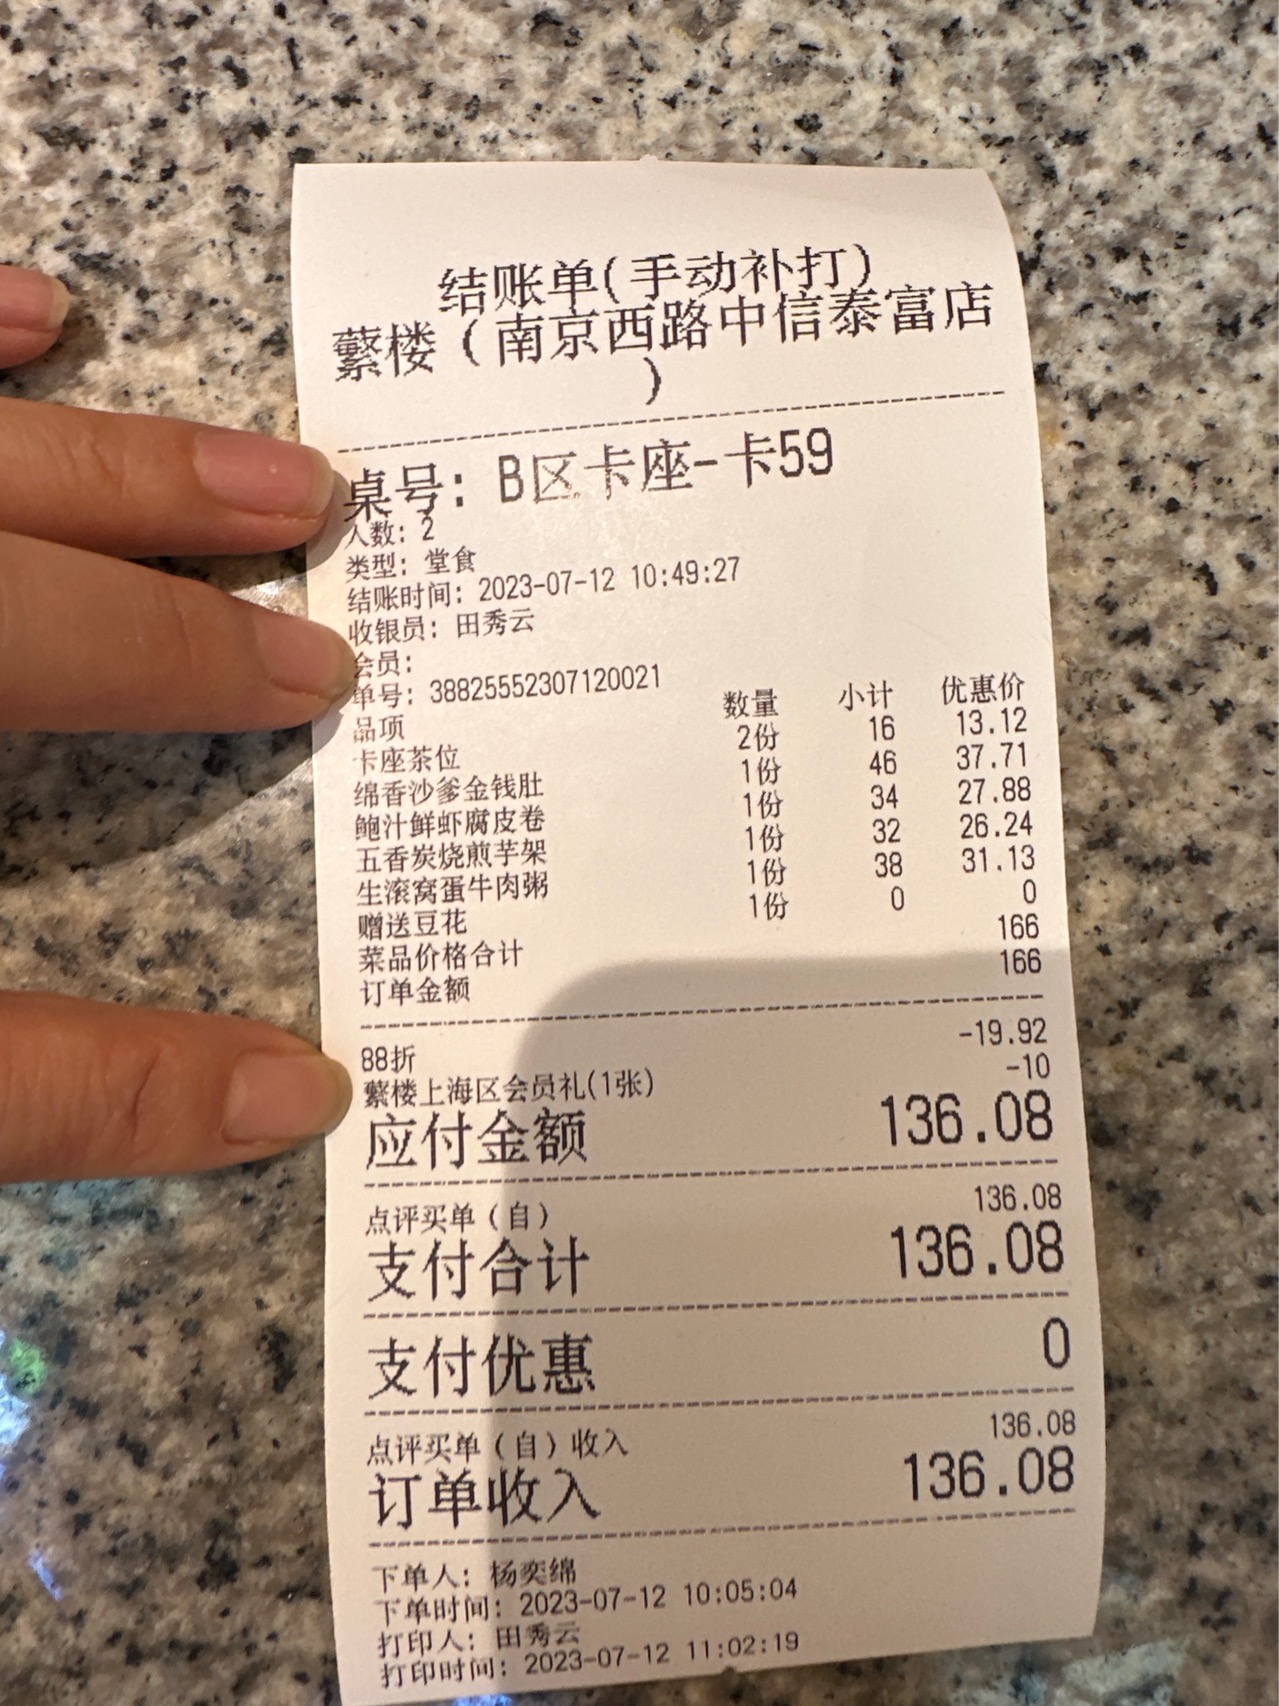 结账单(手动补打)
蘩楼（南京西路中信泰富店
）
桌号：B区卡座-卡59
人数：2
类型：堂食
结账时间：2023-07-12 10:49:27
收银员：田秀云
会员：
单号：38825552307120021
品项 数量 小计 优惠价
卡座茶位 2份 16 13.12
绵香沙爹金钱肚 1份 46 37.71
鲍汁鲜虾腐皮卷 1份 34 27.88
五香炭烧煎芋架 1份 32 26.24
生滚窝蛋牛肉粥 1份 38 31.13
赠送豆花 1份 0 0
菜品价格合计 166
订单金额 166
88折 -19.92
蘩楼上海区会员礼(1张) -10
应付金额 136.08
点评买单（自） 136.08
支付合计 136.08
支付优惠 0
点评买单（自）收入 136.08
订单收入 136.08
下单人：杨奕绵
下单时间：2023-07-12 10:05:04
打印人：田秀云
打印时间：2023-07-12 11:02:19